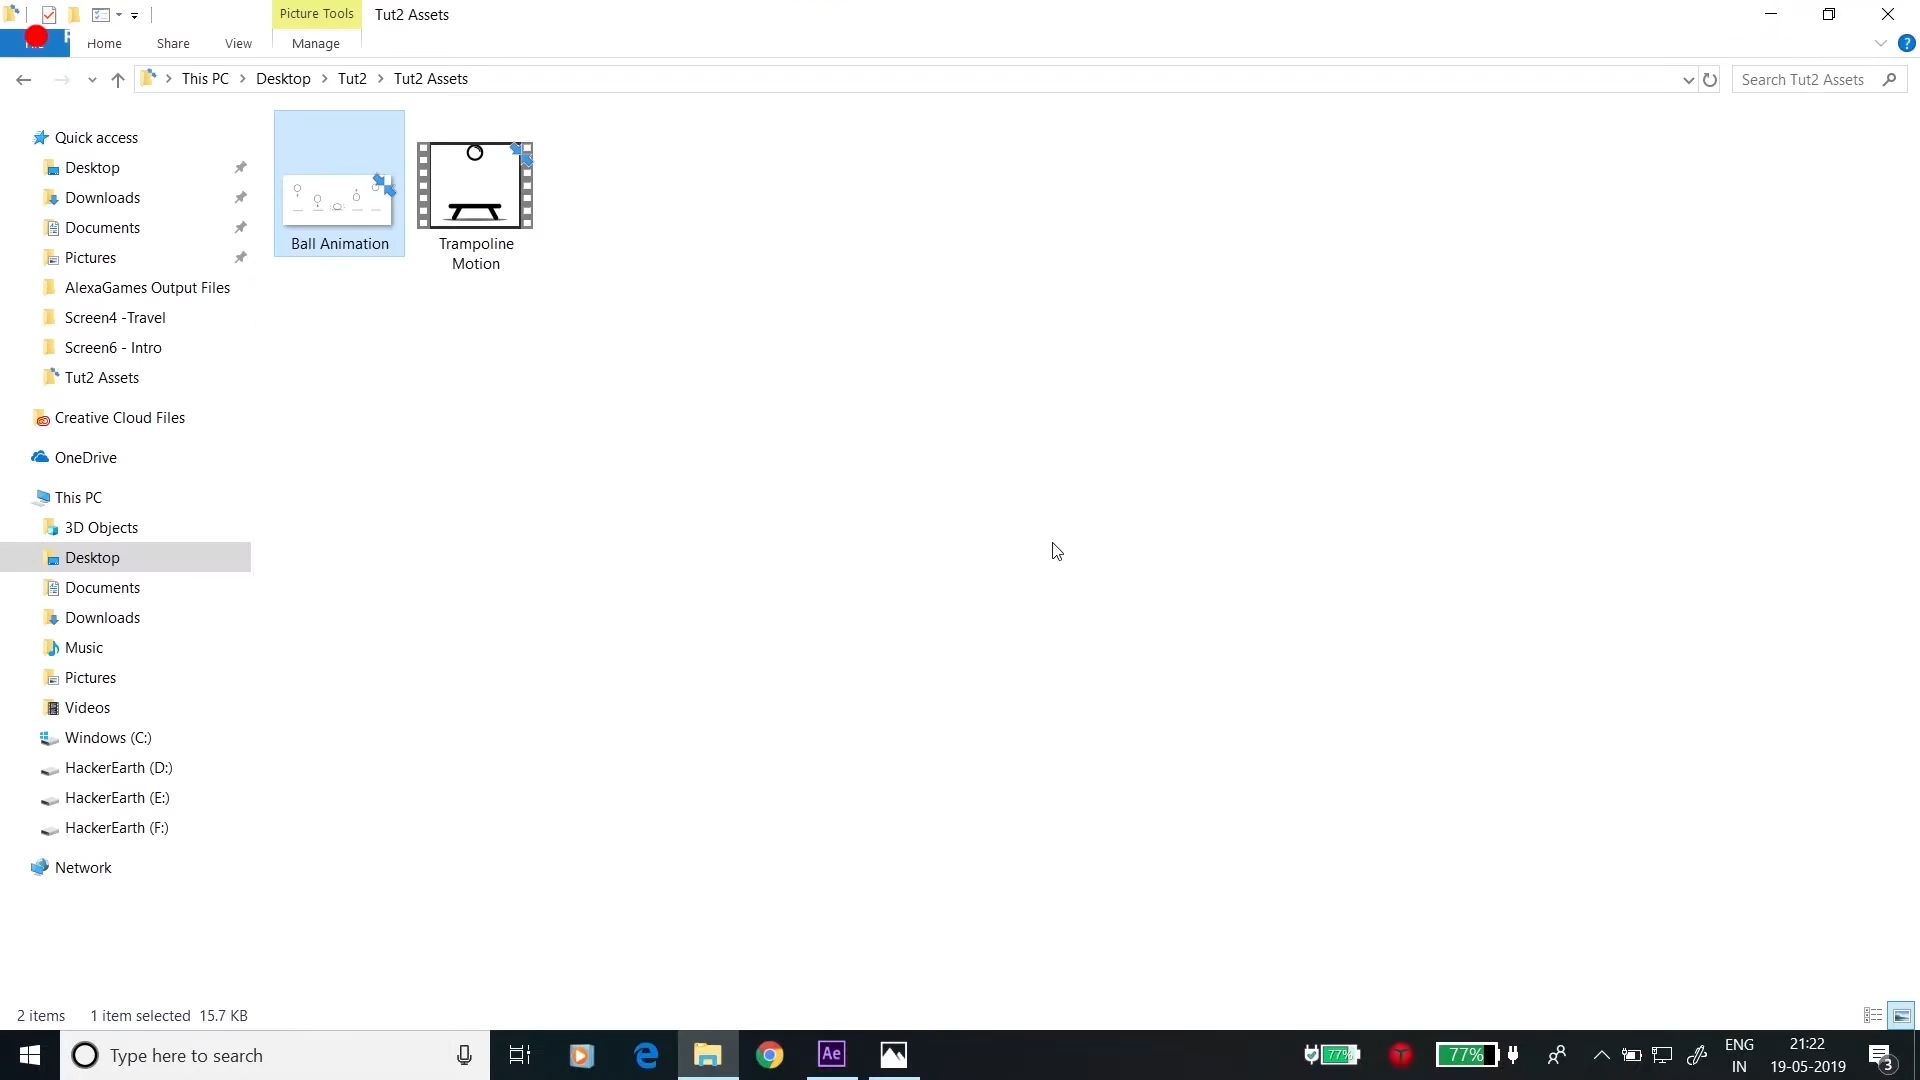 Picture Tools
Tut2 Assets
Home
Share
View
Manage
This PC
Desktop
Tut2
Tut2 Assets
Search Tut2 Assets
Quick access
Desktop
Downloads
Documents
Pictures
AlexaGames Output Files
Screen4 -Travel
Screen6 - Intro
Tut2 Assets
Creative Cloud Files
OneDrive
This PC
3D Objects
Desktop
Documents
Downloads
Music
Pictures
Videos
Windows (C:)
HackerEarth (D:)
HackerEarth (E:)
HackerEarth (F:)
Network
Ball Animation
Trampoline
Motion
2 items
1 item selected 15.7 KB
Type here to search
Ae
77%
77%
ENG
IN
21:22
19-05-2019
3